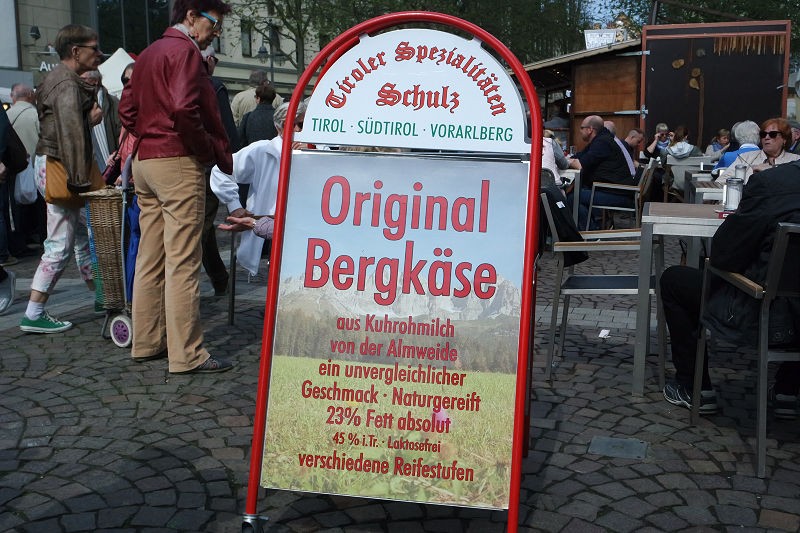 Tiroler Spezialitäten
Schulz
TIROL · SÜDTIROL · VORARLBERG
Original
Bergkäse
aus Kuhrohmilch
von der Almweide
ein unvergleichlicher
Geschmack · Naturgereift
23% Fett absolut
45 % i.Tr. · Laktosefrei
verschiedene Reifestufen